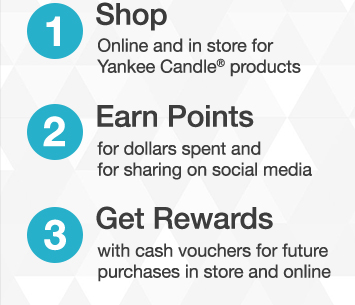 1 Shop
Online and in store for
Yankee Candle® products
2 Earn Points
for dollars spent and
for sharing on social media
3 Get Rewards
with cash vouchers for future
purchases in store and online